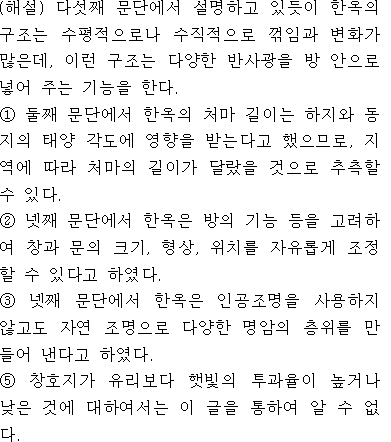 (해설) 다섯째 문단에서 설명하고 있듯이 한옥의
구조는 수평적으로나 수직적으로 꺾임과 변화가
많은데, 이런 구조는 다양한 반사광을 방 안으로
넣어 주는 기능을 한다.
① 둘째 문단에서 한옥의 처마 길이는 하지와 동
지의 태양 각도에 영향을 받는다고 했으므로, 지
역에 따라 처마의 길이가 달랐을 것으로 추측할
수 있다.
② 넷째 문단에서 한옥은 방의 기능 등을 고려하
여 창과 문의 크기, 형상, 위치를 자유롭게 조정
할 수 있다고 하였다.
③ 넷째 문단에서 한옥은 인공조명을 사용하지
않고도 자연 조명으로 다양한 명암의 층위를 만
들어 낸다고 하였다.
⑤ 창호지가 유리보다 햇빛의 투과율이 높거나
낮은 것에 대하여서는 이 글을 통하여 알 수 없
다.